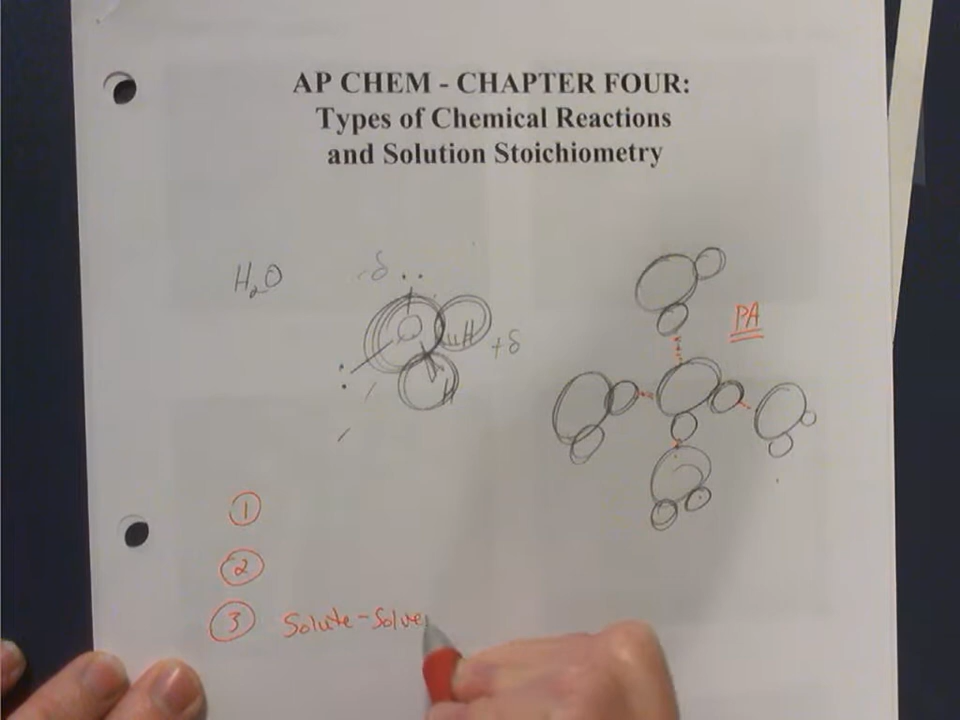 AP CHEM - CHAPTER FOUR:
Types of Chemical Reactions
and Solution Stoichiometry
H₂O
-δ
H
+δ
H
PA
1
2
3 Solute-Solve